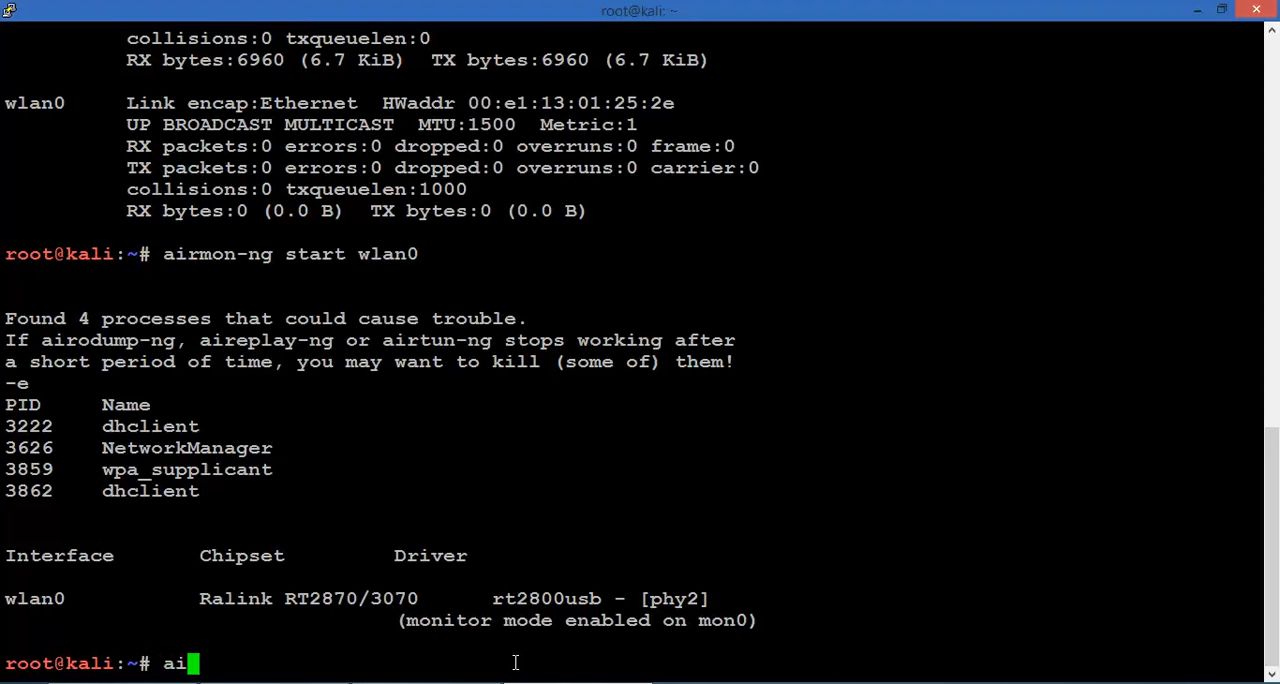 root@kali: ~
collisions:0 txqueuelen:0
RX bytes:6960 (6.7 KiB)  TX bytes:6960 (6.7 KiB)
wlan0     Link encap:Ethernet  HWaddr 00:e1:13:01:25:2e
UP BROADCAST MULTICAST  MTU:1500  Metric:1
RX packets:0 errors:0 dropped:0 overruns:0 frame:0
TX packets:0 errors:0 dropped:0 overruns:0 carrier:0
collisions:0 txqueuelen:1000
RX bytes:0 (0.0 B)  TX bytes:0 (0.0 B)
root@kali:~# airmon-ng start wlan0
Found 4 processes that could cause trouble.
If airodump-ng, aireplay-ng or airtun-ng stops working after
a short period of time, you may want to kill (some of) them!
-e
PID     Name
3222    dhclient
3626    NetworkManager
3859    wpa_supplicant
3862    dhclient
Interface       Chipset         Driver
wlan0           Ralink RT2870/3070      rt2800usb - [phy2]
(monitor mode enabled on mon0)
root@kali:~# ai